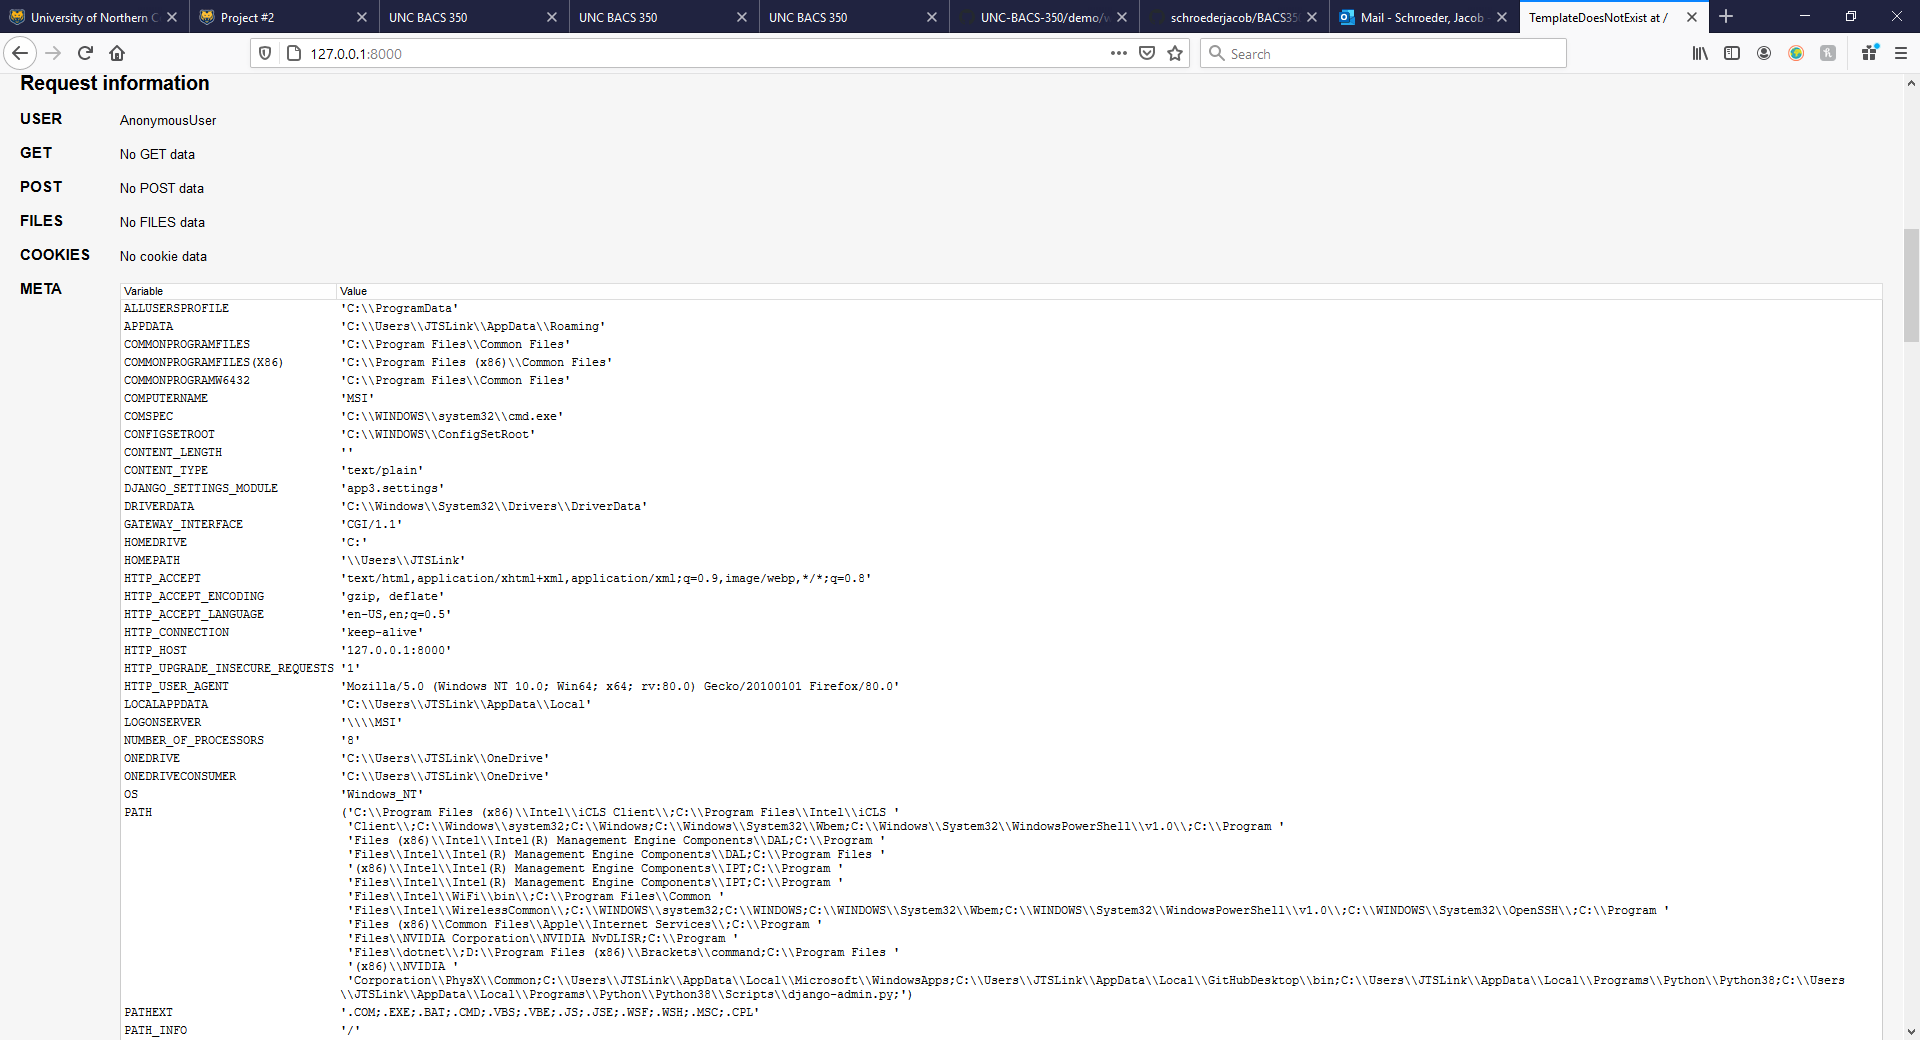 University of Northern C
Project #2
UNC BACS 350
UNC BACS 350
UNC BACS 350
UNC-BACS-350/demo/w
schroederjacob/BACS350
Mail - Schroeder, Jacob -
TemplateDoesNotExist at /
127.0.0.1:8000
Search
Request information
USER AnonymousUser
GET No GET data
POST No POST data
FILES No FILES data
COOKIES No cookie data
META
Variable Value
ALLUSERSPROFILE 'C:\\ProgramData'
APPDATA 'C:\\Users\\JTSLink\\AppData\\Roaming'
COMMONPROGRAMFILES 'C:\\Program Files\\Common Files'
COMMONPROGRAMFILES(X86) 'C:\\Program Files (x86)\\Common Files'
COMMONPROGRAMW6432 'C:\\Program Files\\Common Files'
COMPUTERNAME 'MSI'
COMSPEC 'C:\\WINDOWS\\system32\\cmd.exe'
CONFIGSETROOT 'C:\\WINDOWS\\ConfigSetRoot'
CONTENT_LENGTH ''
CONTENT_TYPE 'text/plain'
DJANGO_SETTINGS_MODULE 'app3.settings'
DRIVERDATA 'C:\\Windows\\System32\\Drivers\\DriverData'
GATEWAY_INTERFACE 'CGI/1.1'
HOMEDRIVE 'C:'
HOMEPATH '\\Users\\JTSLink'
HTTP_ACCEPT 'text/html,application/xhtml+xml,application/xml;q=0.9,image/webp,*/*;q=0.8'
HTTP_ACCEPT_ENCODING 'gzip, deflate'
HTTP_ACCEPT_LANGUAGE 'en-US,en;q=0.5'
HTTP_CONNECTION 'keep-alive'
HTTP_HOST '127.0.0.1:8000'
HTTP_UPGRADE_INSECURE_REQUESTS '1'
HTTP_USER_AGENT 'Mozilla/5.0 (Windows NT 10.0; Win64; x64; rv:80.0) Gecko/20100101 Firefox/80.0'
LOCALAPPDATA 'C:\\Users\\JTSLink\\AppData\\Local'
LOGONSERVER '\\\\MSI'
NUMBER_OF_PROCESSORS '8'
ONEDRIVE 'C:\\Users\\JTSLink\\OneDrive'
ONEDRIVECONSUMER 'C:\\Users\\JTSLink\\OneDrive'
OS 'Windows_NT'
PATH ('C:\\Program Files (x86)\\Intel\\iCLS Client\\;C:\\Program Files\\Intel\\iCLS '
'Client\\;C:\\Windows\\system32;C:\\Windows;C:\\Windows\\System32\\Wbem;C:\\Windows\\System32\\WindowsPowerShell\\v1.0\\;C:\\Program '
'Files (x86)\\Intel\\Intel(R) Management Engine Components\\DAL;C:\\Program '
'Files\\Intel\\Intel(R) Management Engine Components\\DAL;C:\\Program Files '
'(x86)\\Intel\\Intel(R) Management Engine Components\\IPT;C:\\Program '
'Files\\Intel\\Intel(R) Management Engine Components\\IPT;C:\\Program '
'Files\\Intel\\WiFi\\bin\\;C:\\Program Files\\Common '
'Files\\Intel\\WirelessCommon\\;C:\\WINDOWS\\system32;C:\\WINDOWS;C:\\WINDOWS\\System32\\Wbem;C:\\WINDOWS\\System32\\WindowsPowerShell\\v1.0\\;C:\\WINDOWS\\System32\\OpenSSH\\;C:\\Program '
'Files (x86)\\Common Files\\Apple\\Internet Services\\;C:\\Program '
'Files\\NVIDIA Corporation\\NVIDIA NvDLISR;C:\\Program '
'Files\\dotnet\\;D:\\Program Files (x86)\\Brackets\\command;C:\\Program Files '
'(x86)\\NVIDIA '
'Corporation\\PhysX\\Common;C:\\Users\\JTSLink\\AppData\\Local\\Microsoft\\WindowsApps;C:\\Users\\JTSLink\\AppData\\Local\\GitHubDesktop\\bin;C:\\Users\\JTSLink\\AppData\\Local\\Programs\\Python\\Python38;C:\\Users
\\JTSLink\\AppData\\Local\\Programs\\Python\\Python38\\Scripts\\django-admin.py;')
PATHEXT '.COM;.EXE;.BAT;.CMD;.VBS;.VBE;.JS;.JSE;.WSF;.WSH;.MSC;.CPL'
PATH_INFO '/'